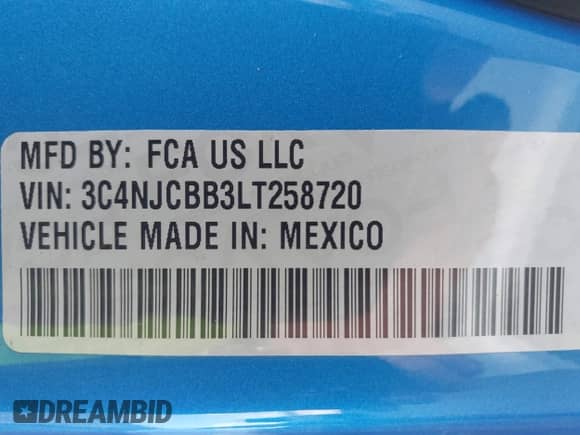 MFD BY: FCA US LLC
VIN: 3C4NJCBB3LT258720
VEHICLE MADE IN: MEXICO
DREAMBID